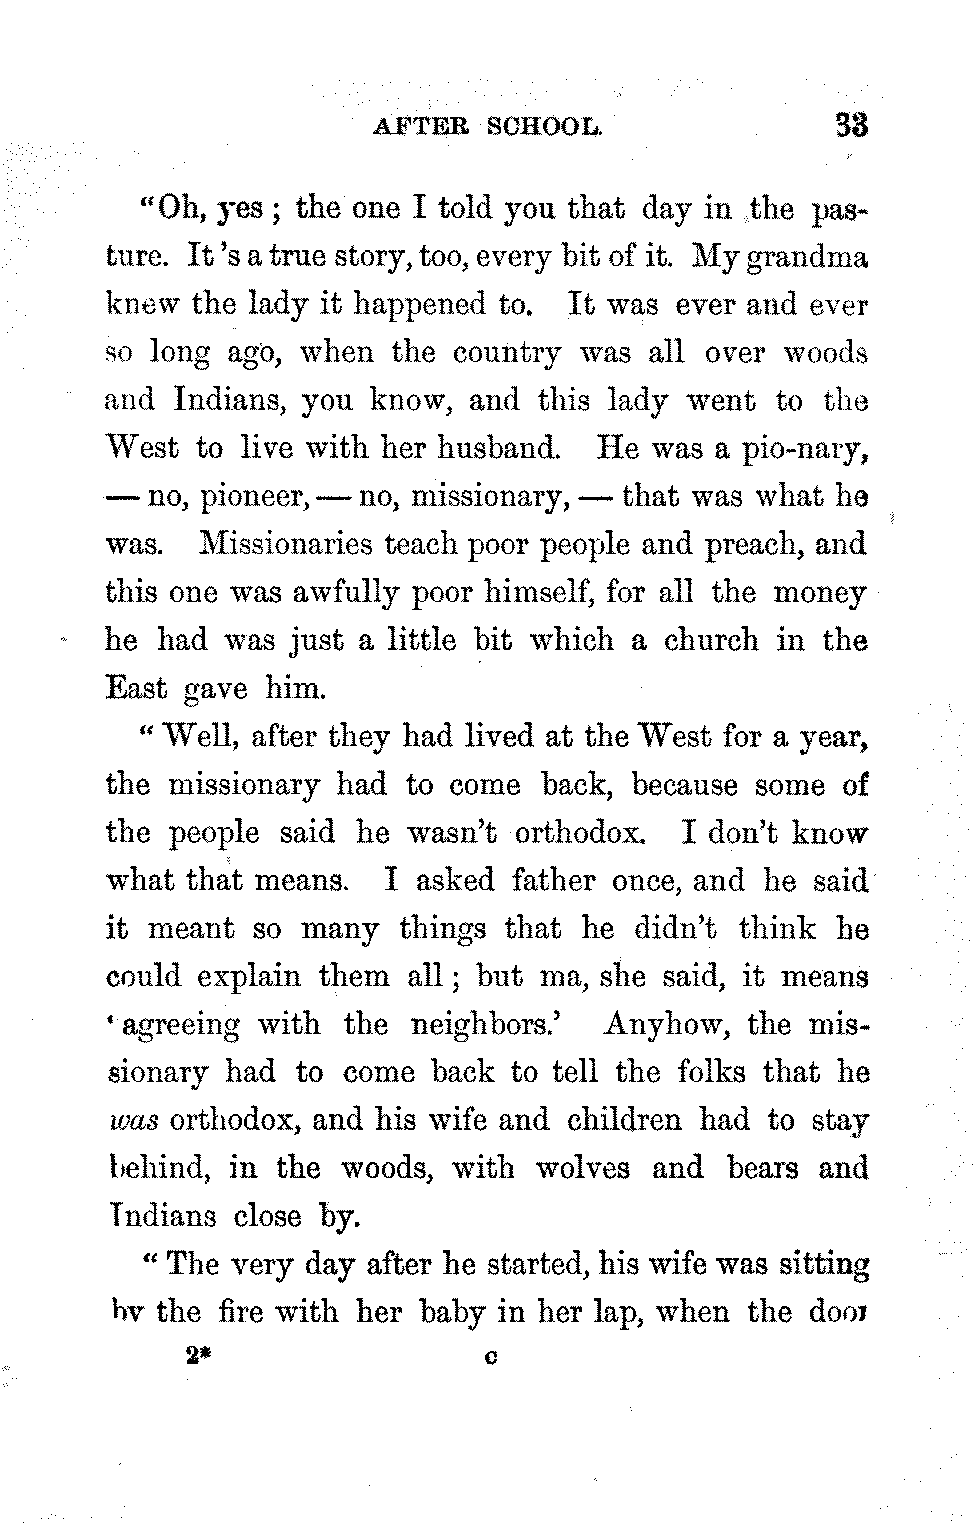 AFTER SCHOOL. 33
"Oh, yes; the one I told you that day in the pas-
ture. It's a true story, too, every bit of it. My grandma
knew the lady it happened to. It was ever and ever
so long ago, when the country was all over woods
and Indians, you know, and this lady went to the
West to live with her husband. He was a pio-nary,
— no, pioneer, — no, missionary, — that was what he
was. Missionaries teach poor people and preach, and
this one was awfully poor himself, for all the money
he had was just a little bit which a church in the
East gave him.
"Well, after they had lived at the West for a year,
the missionary had to come back, because some of
the people said he wasn't orthodox. I don't know
what that means. I asked father once, and he said
it meant so many things that he didn't think he
could explain them all; but ma, she said, it means
'agreeing with the neighbors.' Anyhow, the mis-
sionary had to come back to tell the folks that he
was orthodox, and his wife and children had to stay
behind, in the woods, with wolves and bears and
Indians close by.
"The very day after he started, his wife was sitting
by the fire with her baby in her lap, when the door
2* C